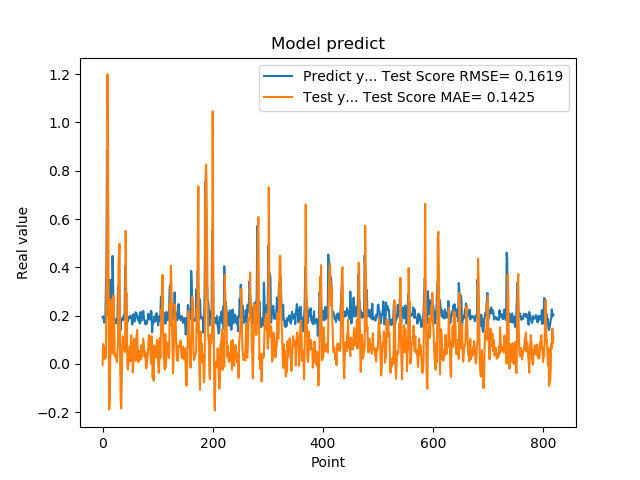 Model predict
Predict y... Test Score RMSE= 0.1619
Test y... Test Score MAE= 0.1425
1.2
1.0
0.8
0.6
0.4
0.2
0.0
−0.2
Real value
0 200 400 600 800
Point